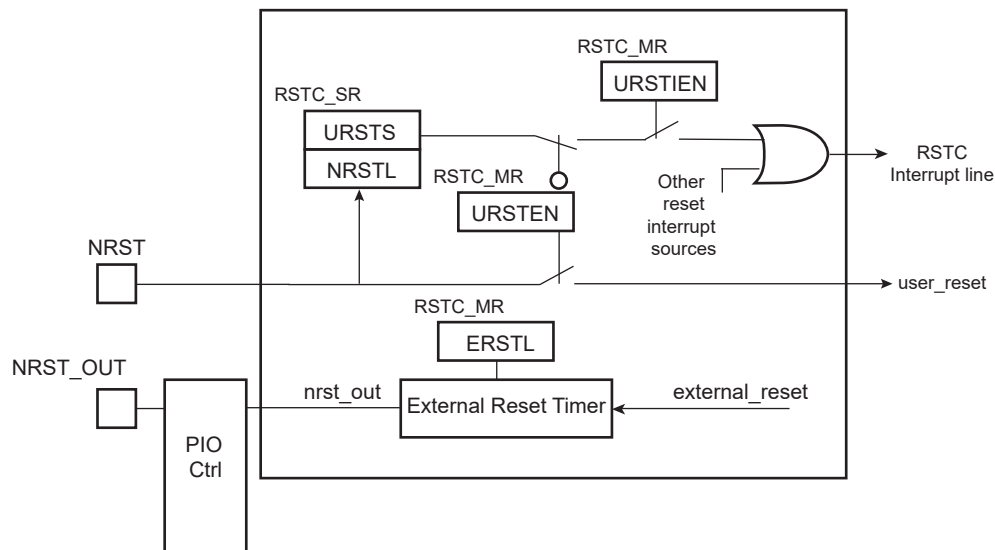 RSTC_MR
URSTIEN
RSTC_SR
URSTS
NRSTL
RSTC
Interrupt line
RSTC_MR
URSTEN
Other
reset
interrupt
sources
NRST
user_reset
RSTC_MR
ERSTL
NRST_OUT
nrst_out
External Reset Timer
external_reset
PIO
Ctrl